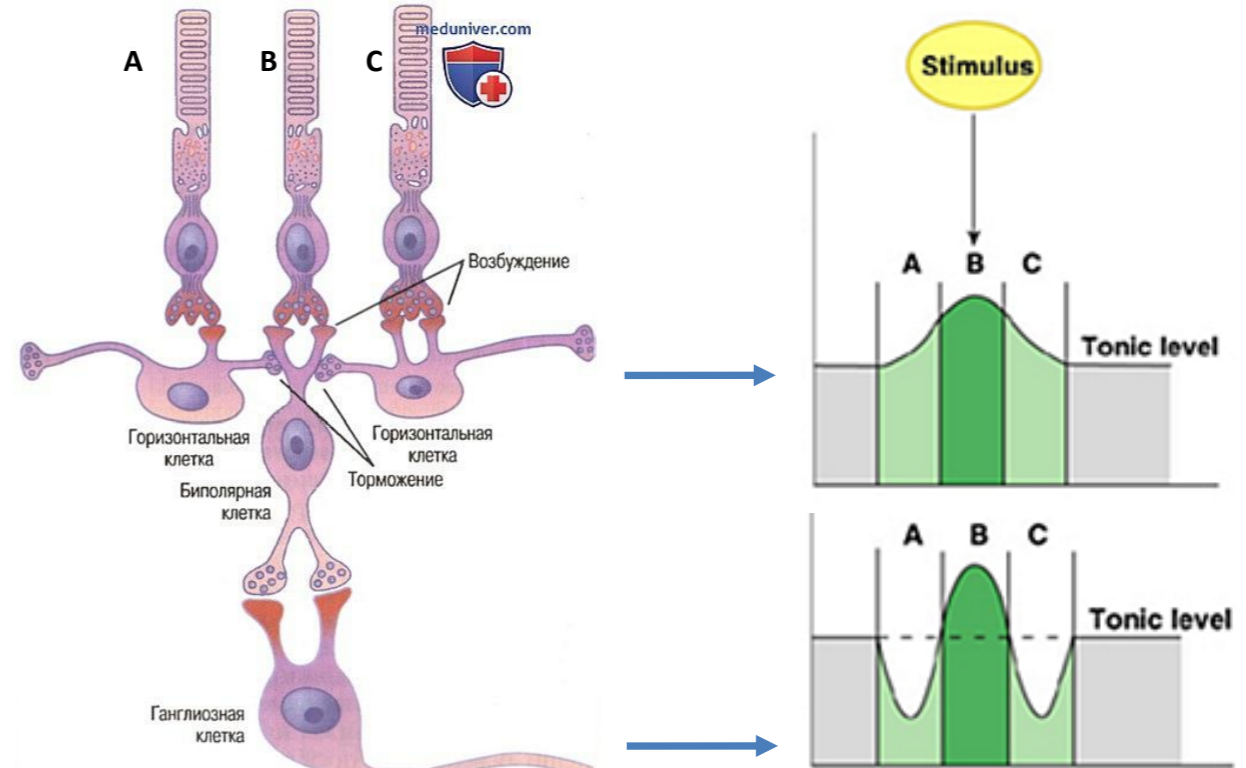 A
B
C
meduniver.com
Возбуждение
Горизонтальная
клетка
Горизонтальная
клетка
Торможение
Биполярная
клетка
Ганглиозная
клетка
Stimulus
A
B
C
Tonic level
A
B
C
Tonic level